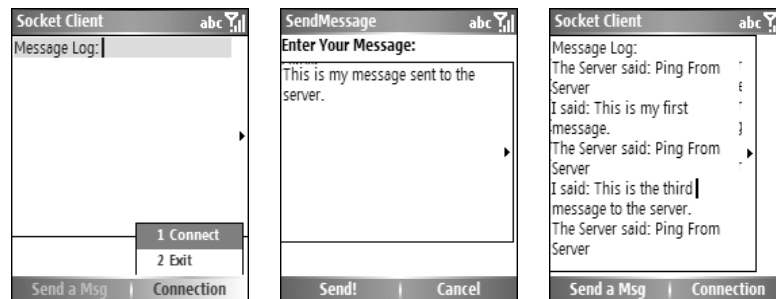 Socket Client abc
Message Log:
1 Connect
2 Exit
Send a Msg Connection
SendMessage abc
Enter Your Message:
This is my message sent to the
server.
Send! Cancel
Socket Client abc
Message Log:
The Server said: Ping From
Server
I said: This is my first
message.
The Server said: Ping From
Server
I said: This is the third
message to the server.
The Server said: Ping From
Server
Send a Msg Connection